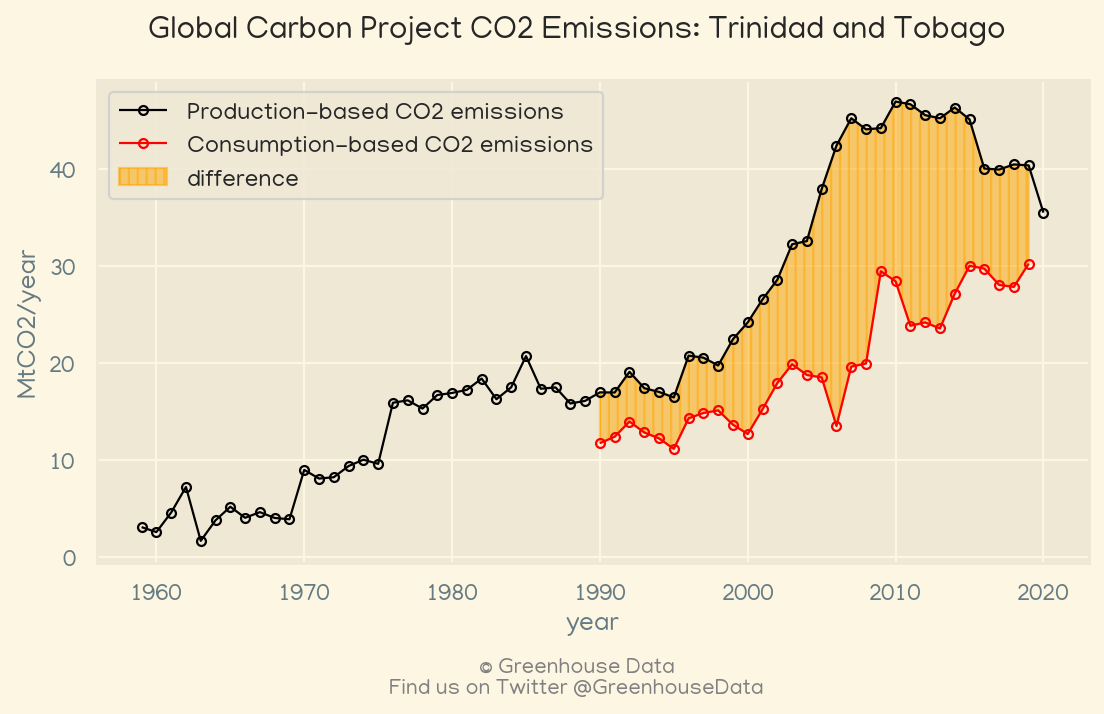 Global Carbon Project CO2 Emissions: Trinidad and Tobago
Production-based CO2 emissions
Consumption-based CO2 emissions
difference
MtCO2/year
40
30
20
10
0
1960 1970 1980 1990 2000 2010 2020
year
© Greenhouse Data
Find us on Twitter @GreenhouseData